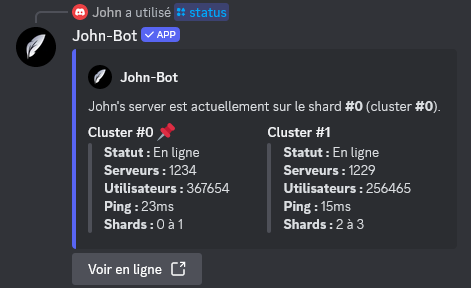 John a utilisé status
John-Bot APP
John-Bot
John's server est actuellement sur le shard #0 (cluster #0).
Cluster #0 📌 Cluster #1
Statut : En ligne Statut : En ligne
Serveurs : 1234 Serveurs : 1229
Utilisateurs : 367654 Utilisateurs : 256465
Ping : 23ms Ping : 15ms
Shards : 0 à 1 Shards : 2 à 3
Voir en ligne